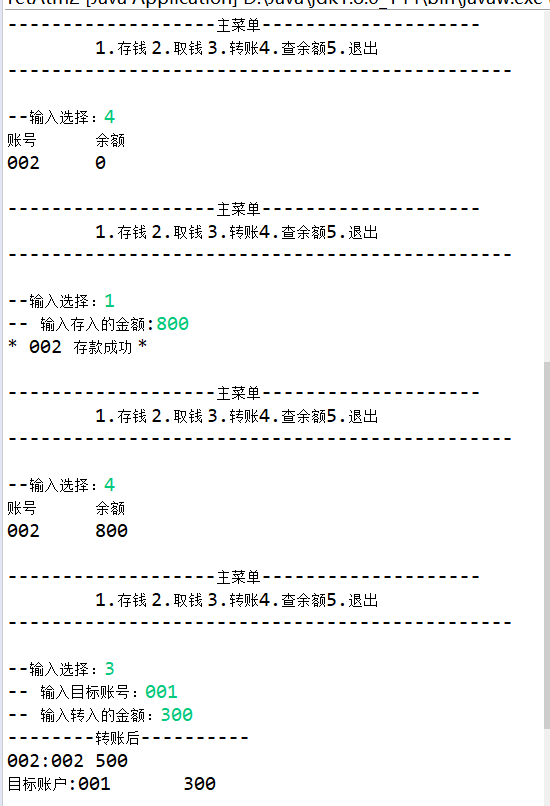 TetAtm2 [Java Application] D:\Java\jdk1.8.0_144\bin\javaw.exe
-------------------主菜单--------------------
1.存钱 2.取钱 3.转账4.查余额5.退出
----------------------------------------------
--输入选择：4
账号 余额
002 0
-------------------主菜单--------------------
1.存钱 2.取钱 3.转账4.查余额5.退出
----------------------------------------------
--输入选择：1
-- 输入存入的金额:800
* 002 存款成功 *
-------------------主菜单--------------------
1.存钱 2.取钱 3.转账4.查余额5.退出
----------------------------------------------
--输入选择：4
账号 余额
002 800
-------------------主菜单--------------------
1.存钱 2.取钱 3.转账4.查余额5.退出
----------------------------------------------
--输入选择：3
-- 输入目标账号：001
-- 输入转入的金额：300
--------转账后----------
002:002 500
目标账户:001 300